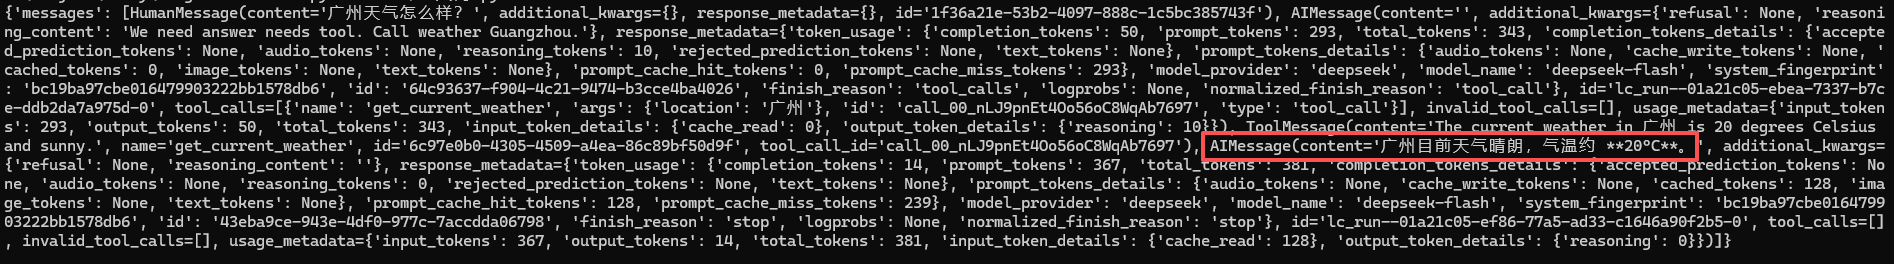 {'messages': [HumanMessage(content='广州天气怎么样？', additional_kwargs={}, response_metadata={}, id='1f36a21e-53b2-4097-888c-1c5bc385743f'), AIMessage(content='', additional_kwargs={'refusal': None, 'reasoni
ng_content': 'We need answer needs tool. Call weather Guangzhou.'}, response_metadata={'token_usage': {'completion_tokens': 50, 'prompt_tokens': 293, 'total_tokens': 343, 'completion_tokens_details': {'accepte
d_prediction_tokens': None, 'audio_tokens': None, 'reasoning_tokens': 10, 'rejected_prediction_tokens': None, 'text_tokens': None}, 'prompt_tokens_details': {'audio_tokens': None, 'cache_write_tokens': None, '
cached_tokens': 0, 'image_tokens': None, 'text_tokens': None}, 'prompt_cache_hit_tokens': 0, 'prompt_cache_miss_tokens': 293}, 'model_provider': 'deepseek', 'model_name': 'deepseek-flash', 'system_fingerprint'
: 'bc19ba97cbe016479903222bb1578db6', 'id': '64c93637-f904-4c21-9474-b3cce4ba4026', 'finish_reason': 'tool_calls', 'logprobs': None, 'normalized_finish_reason': 'tool_call'}, id='lc_run--01a21c05-ebea-7337-b7c
e-ddb2da7a975d-0', tool_calls=[{'name': 'get_current_weather', 'args': {'location': '广州'}, 'id': 'call_00_nLJ9pnEt4Oo56oC8WqAb7697', 'type': 'tool_call'}], invalid_tool_calls=[], usage_metadata={'input_token
s': 293, 'output_tokens': 50, 'total_tokens': 343, 'input_token_details': {'cache_read': 0}, 'output_token_details': {'reasoning': 10}}), ToolMessage(content='The current weather in 广州 is 20 degrees Celsius
and sunny.', name='get_current_weather', id='6c97e0b0-4305-4509-a4ea-86c89bf50d9f', tool_call_id='call_00_nLJ9pnEt4Oo56oC8WqAb7697'), AIMessage(content='广州目前天气晴朗，气温约 **20°C**。', additional_kwargs=
{'refusal': None, 'reasoning_content': ''}, response_metadata={'token_usage': {'completion_tokens': 14, 'prompt_tokens': 367, 'total_tokens': 381, 'completion_tokens_details': {'accepted_prediction_tokens': No
ne, 'audio_tokens': None, 'reasoning_tokens': 0, 'rejected_prediction_tokens': None, 'text_tokens': None}, 'prompt_tokens_details': {'audio_tokens': None, 'cache_write_tokens': None, 'cached_tokens': 128, 'ima
ge_tokens': None, 'text_tokens': None}, 'prompt_cache_hit_tokens': 128, 'prompt_cache_miss_tokens': 239}, 'model_provider': 'deepseek', 'model_name': 'deepseek-flash', 'system_fingerprint': 'bc19ba97cbe0164799
03222bb1578db6', 'id': '43eba9ce-943e-4df0-977c-7accdda06798', 'finish_reason': 'stop', 'logprobs': None, 'normalized_finish_reason': 'stop'}, id='lc_run--01a21c05-ef86-77a5-ad33-c1646a90f2b5-0', tool_calls=[]
, invalid_tool_calls=[], usage_metadata={'input_tokens': 367, 'output_tokens': 14, 'total_tokens': 381, 'input_token_details': {'cache_read': 128}, 'output_token_details': {'reasoning': 0}})]}